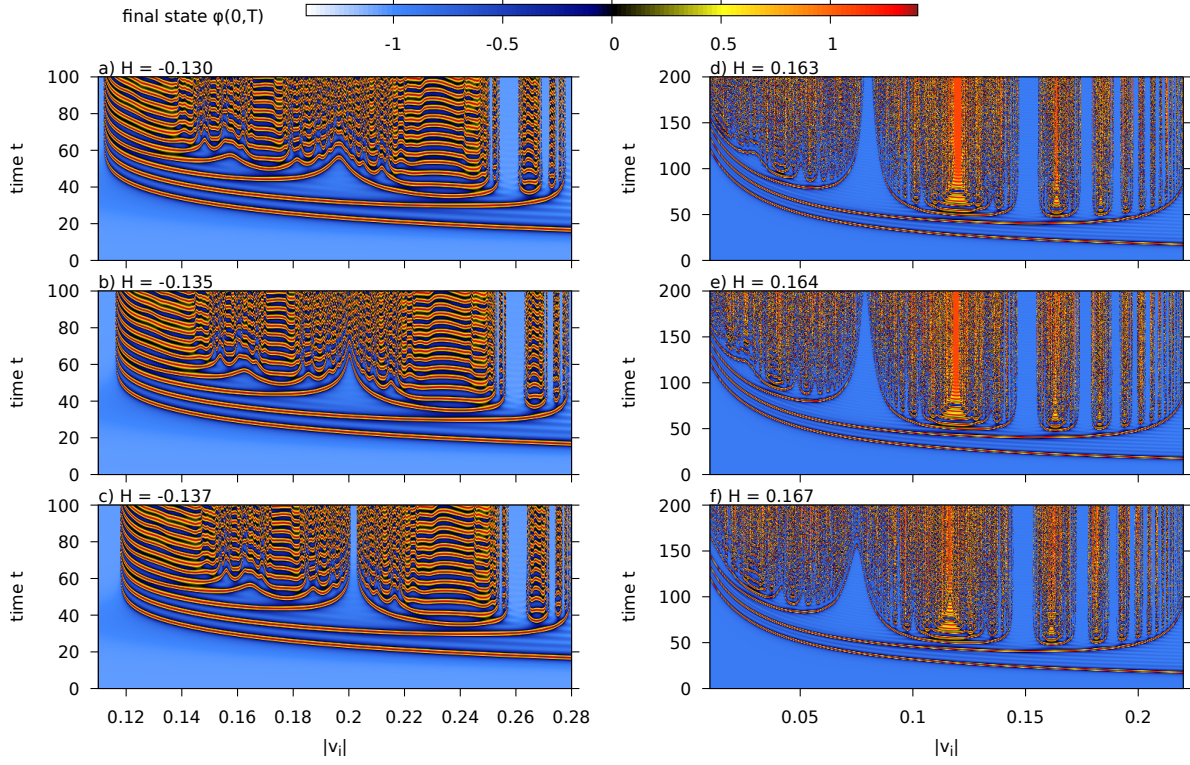 final state φ(0,T)
-1 -0.5 0 0.5 1
a) H = -0.130
100
80
60
40
20
0
time t
b) H = -0.135
100
80
60
40
20
0
time t
c) H = -0.137
100
80
60
40
20
0
time t
0.12 0.14 0.16 0.18 0.2 0.22 0.24 0.26 0.28
|vᵢ|
d) H = 0.163
200
150
100
50
0
time t
e) H = 0.164
200
150
100
50
0
time t
f) H = 0.167
200
150
100
50
0
time t
0.05 0.1 0.15 0.2
|vᵢ|